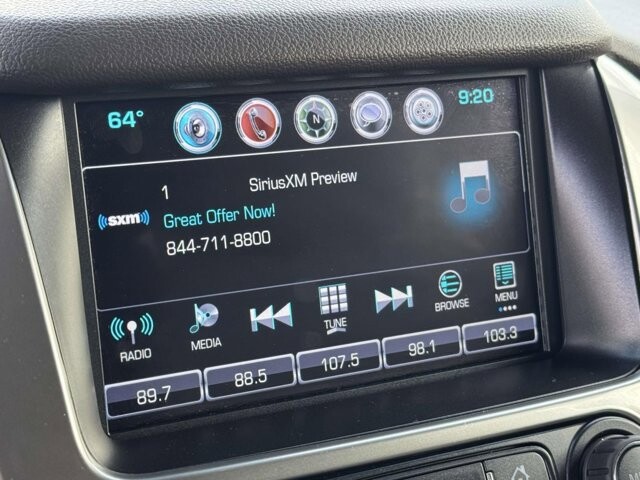 64° N 9:20
1 SiriusXM Preview
((sxm)) Great Offer Now!
844-711-8800
RADIO MEDIA TUNE BROWSE MENU
89.7 88.5 107.5 98.1 103.3